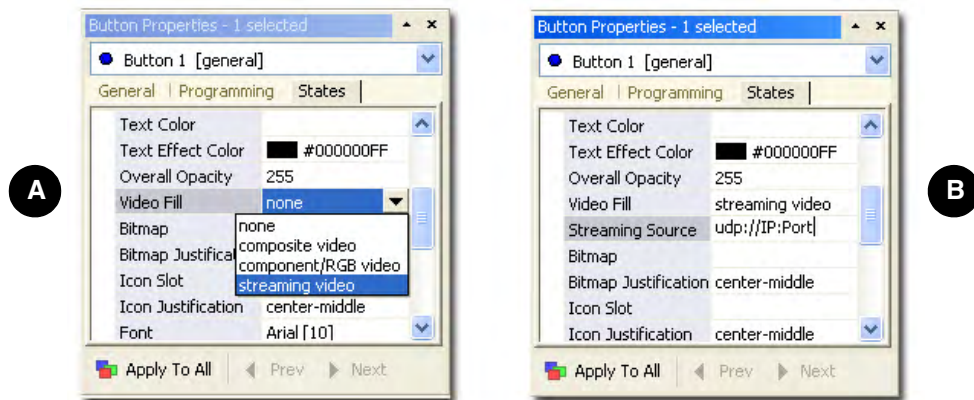 A
Button Properties - 1 selected
Button 1 [general]
General | Programming States |
Text Color
Text Effect Color #000000FF
Overall Opacity 255
Video Fill none
Bitmap none
composite video
Bitmap Justificat component/RGB video
Icon Slot streaming video
Icon Justification center-middle
Font Arial [10]
Apply To All Prev Next
B
Button Properties - 1 selected
Button 1 [general]
General | Programming States |
Text Color
Text Effect Color #000000FF
Overall Opacity 255
Video Fill streaming video
Streaming Source udp://IP:Port
Bitmap
Bitmap Justification center-middle
Icon Slot
Icon Justification center-middle
Apply To All Prev Next